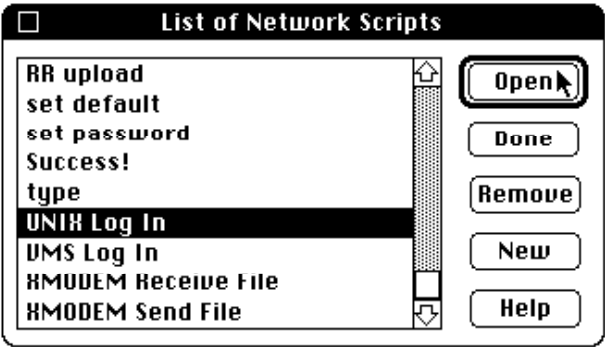 List of Network Scripts
RR upload
set default
set password
Success!
type
UNIX Log In
VMS Log In
XMODEM Receive File
XMODEM Send File
Open
Done
Remove
New
Help